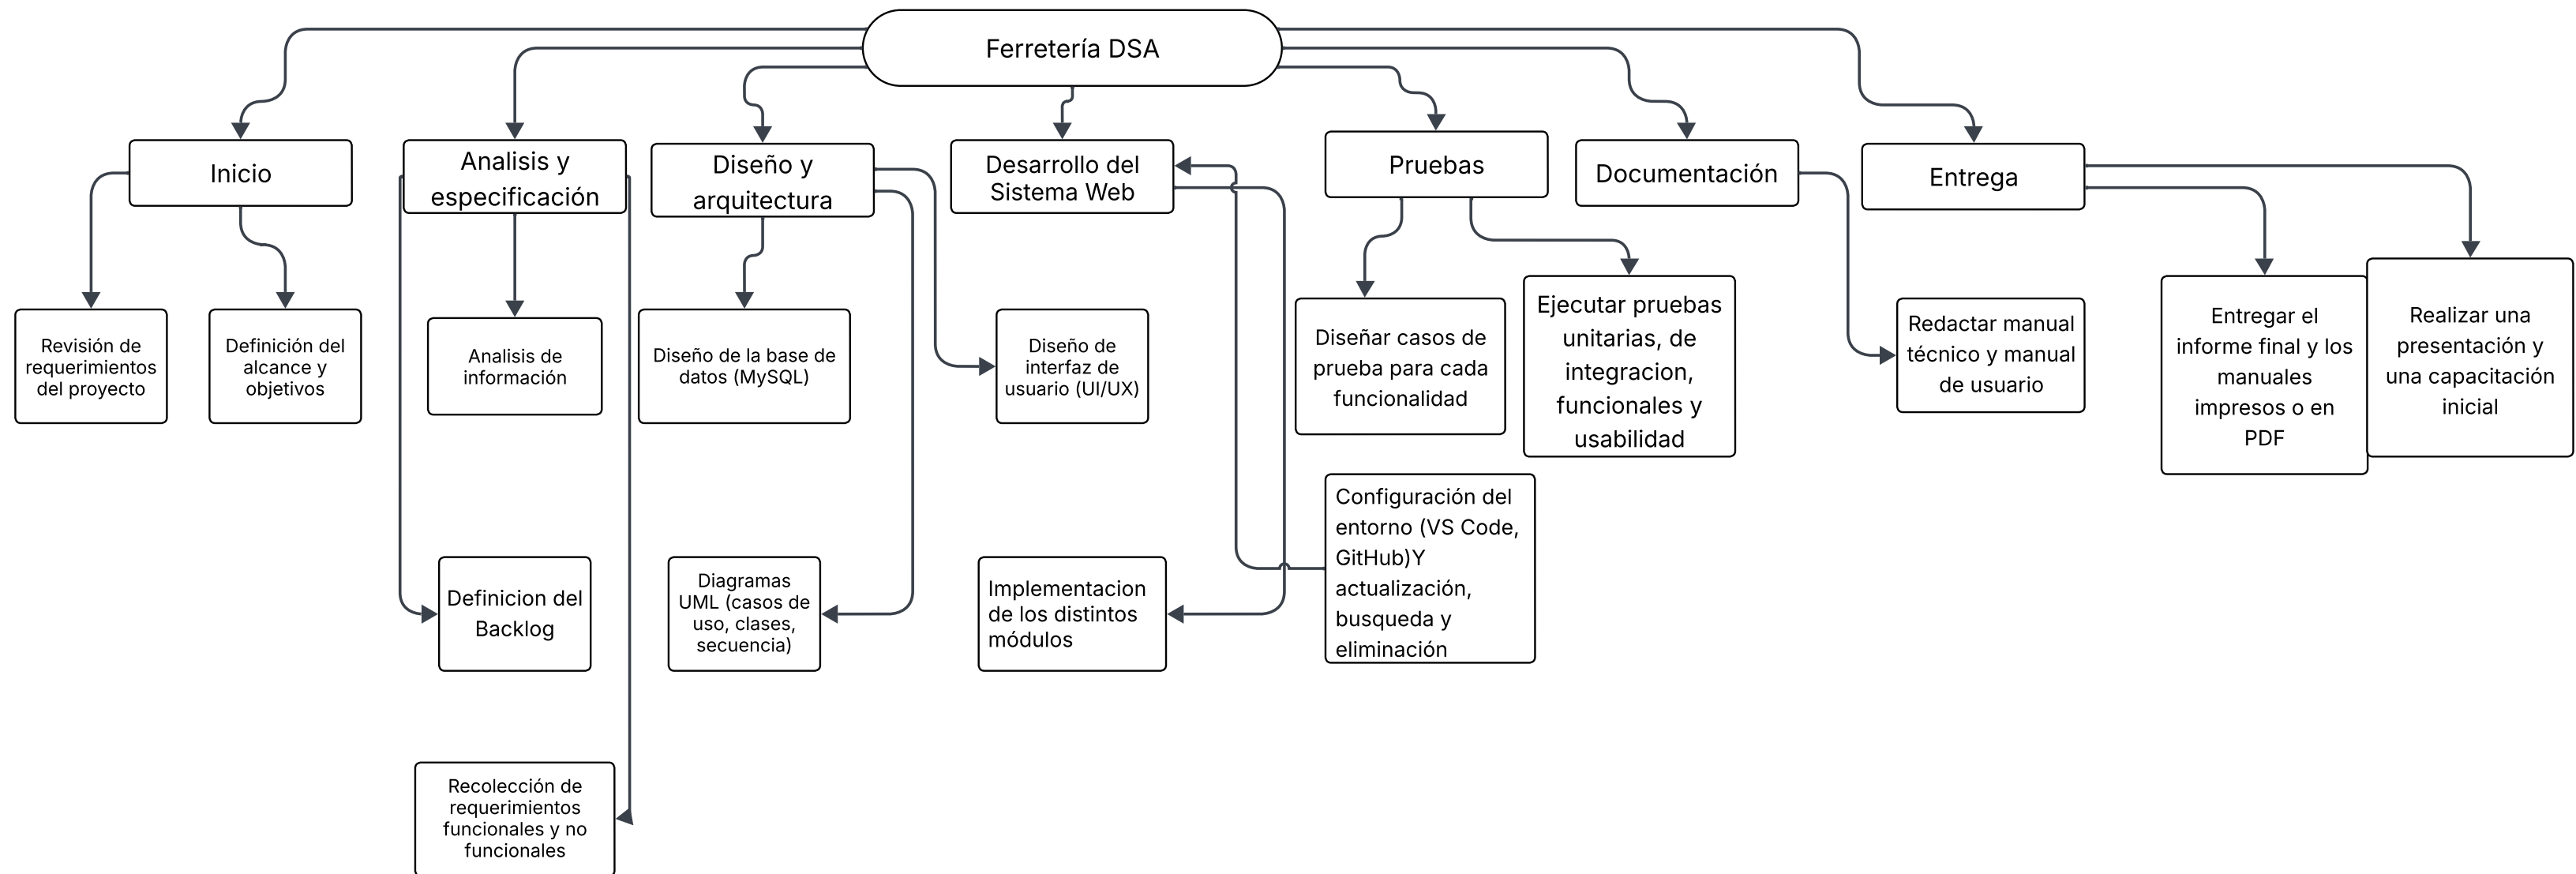 Ferretería DSA
Inicio
Analisis y
especificación
Diseño y
arquitectura
Desarrollo del
Sistema Web
Pruebas
Documentación
Entrega
Revisión de
requerimientos
del proyecto
Definición del
alcance y
objetivos
Analisis de
información
Diseño de la base de
datos (MySQL)
Diseño de
interfaz de
usuario (UI/UX)
Diseñar casos de
prueba para cada
funcionalidad
Ejecutar pruebas
unitarias, de
integracion,
funcionales y
usabilidad
Redactar manual
técnico y manual
de usuario
Entregar el
informe final y los
manuales
impresos o en
PDF
Realizar una
presentación y
una capacitación
inicial
Definicion del
Backlog
Diagramas
UML (casos de
uso, clases,
secuencia)
Implementacion
de los distintos
módulos
Configuración del
entorno (VS Code,
GitHub)Y
actualización,
busqueda y
eliminación
Recolección de
requerimientos
funcionales y no
funcionales